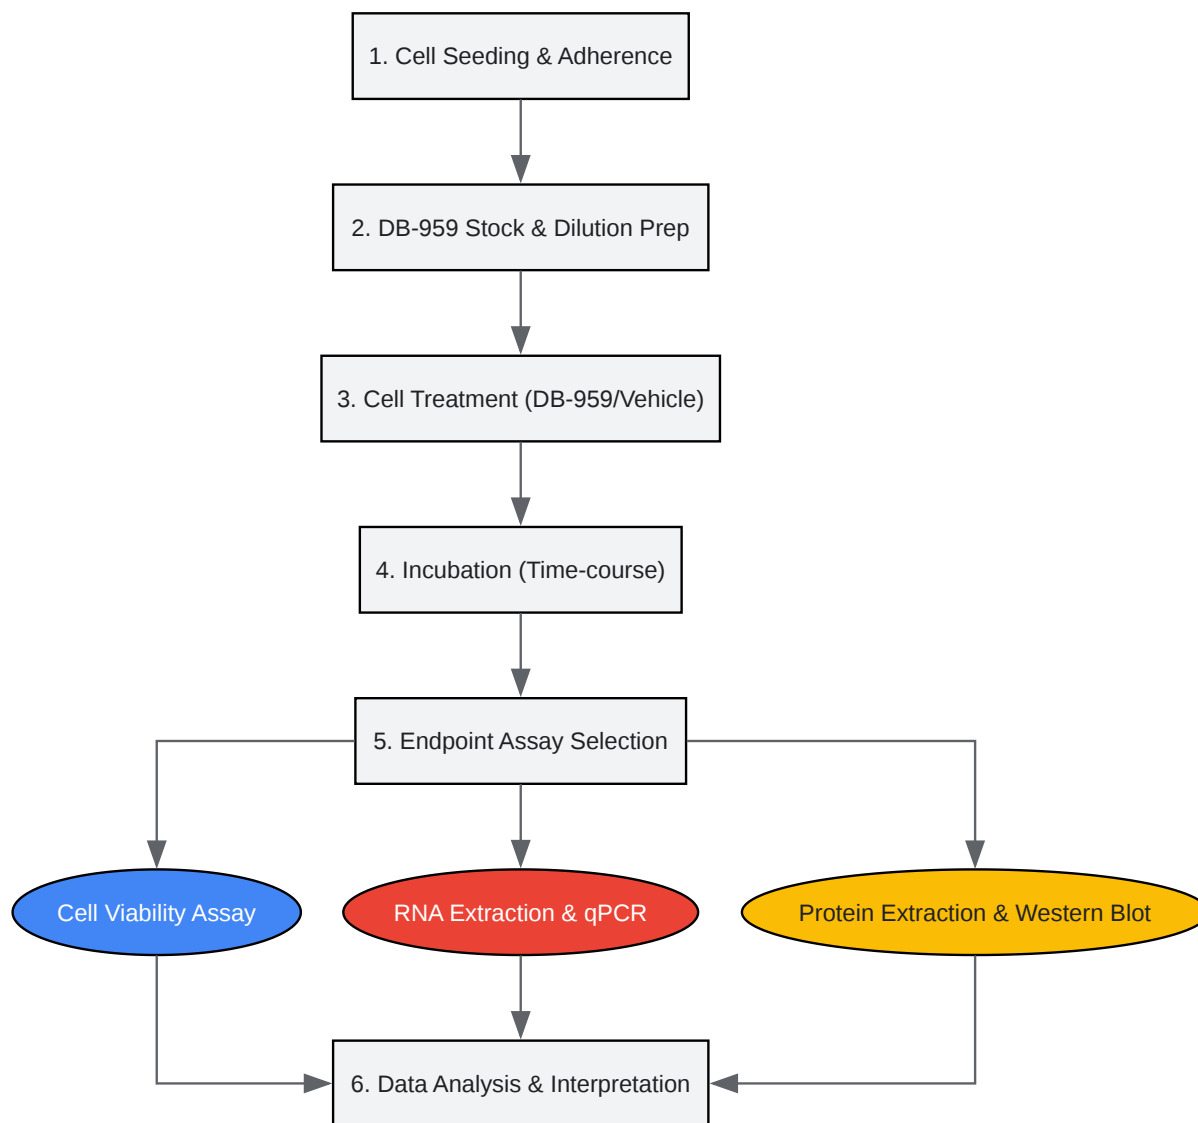 1. Cell Seeding & Adherence
2. DB-959 Stock & Dilution Prep
3. Cell Treatment (DB-959/Vehicle)
4. Incubation (Time-course)
5. Endpoint Assay Selection
Cell Viability Assay
RNA Extraction & qPCR
Protein Extraction & Western Blot
6. Data Analysis & Interpretation